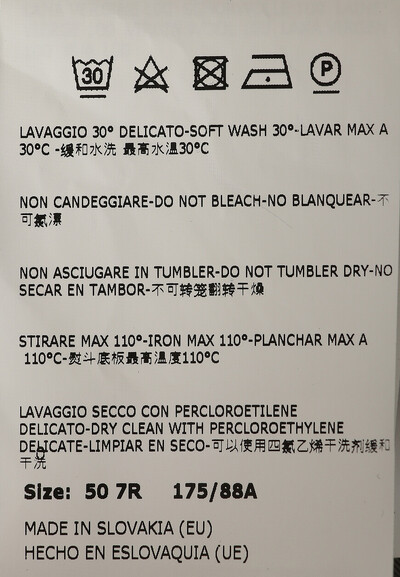 30 P
LAVAGGIO 30° DELICATO-SOFT WASH 30°-LAVAR MAX A
30°C -缓和水洗 最高水温30°C
NON CANDEGGIARE-DO NOT BLEACH-NO BLANQUEAR-不
可氯漂
NON ASCIUGARE IN TUMBLER-DO NOT TUMBLER DRY-NO
SECAR EN TAMBOR-不可转笼翻转干燥
STIRARE MAX 110°-IRON MAX 110°-PLANCHAR MAX A
110°C-熨斗底板最高温度110°C
LAVAGGIO SECCO CON PERCLOROETILENE
DELICATO-DRY CLEAN WITH PERCLOROETHYLENE
DELICATE-LIMPIAR EN SECO-可以使用四氯乙烯干洗剂缓和
干洗
Size: 50 7R 175/88A
MADE IN SLOVAKIA (EU)
HECHO EN ESLOVAQUIA (UE)